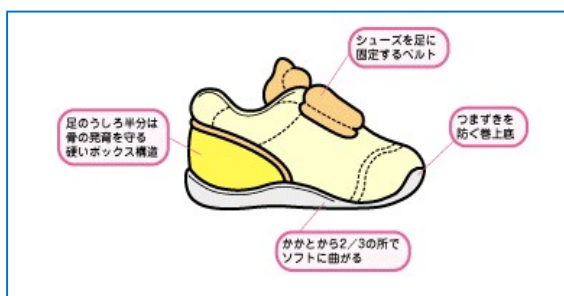 シューズを足に
固定するベルト
足のうしろ半分は
骨の発育を守る
硬いボックス構造
つまずきを
防ぐ巻上底
かかとから2/3の所で
ソフトに曲がる